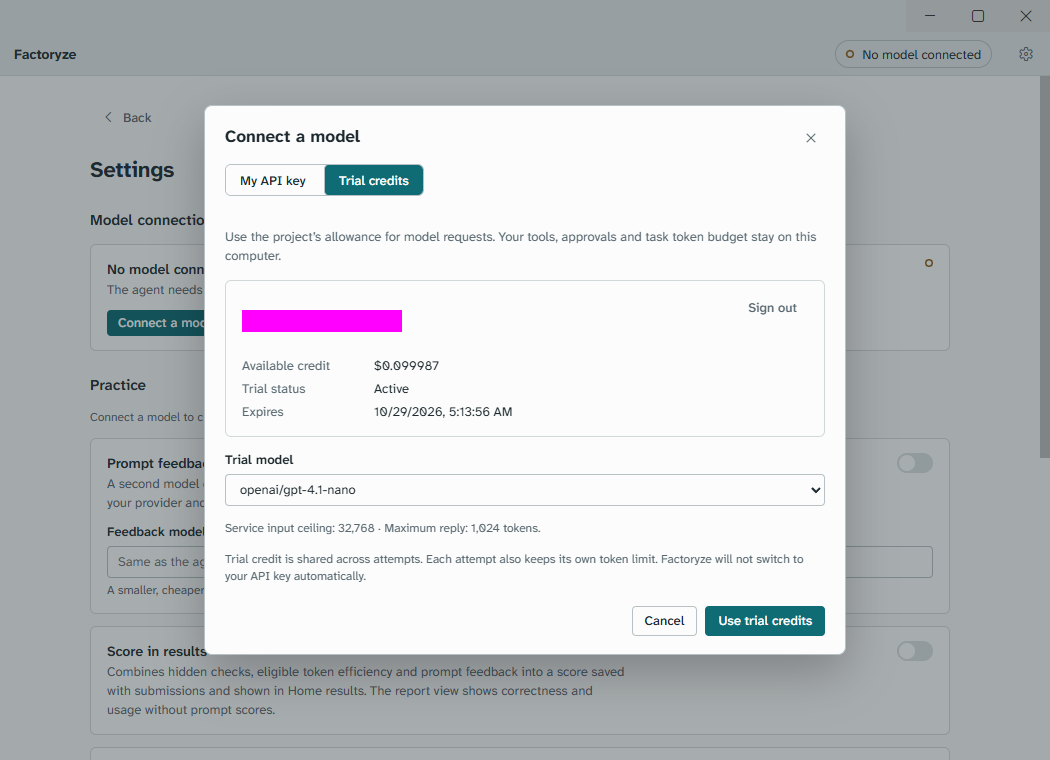 Factoryze
No model connected
Back
Settings
Model connectio
No model conn
The agent needs
Connect a mod
Practice
Connect a model to c
Prompt feedba
A second model
your provider and
Feedback model
Same as the ag
A smaller, cheaper
Score in results
Combines hidden checks, eligible token efficiency and prompt feedback into a score saved
with submissions and shown in Home results. The report view shows correctness and
usage without prompt scores.
Connect a model
My API key
Trial credits
Use the project's allowance for model requests. Your tools, approvals and task token budget stay on this
computer.
Sign out
Available credit $0.099987
Trial status Active
Expires 10/29/2026, 5:13:56 AM
Trial model
openai/gpt-4.1-nano
Service input ceiling: 32,768 · Maximum reply: 1,024 tokens.
Trial credit is shared across attempts. Each attempt also keeps its own token limit. Factoryze will not switch to
your API key automatically.
Cancel
Use trial credits